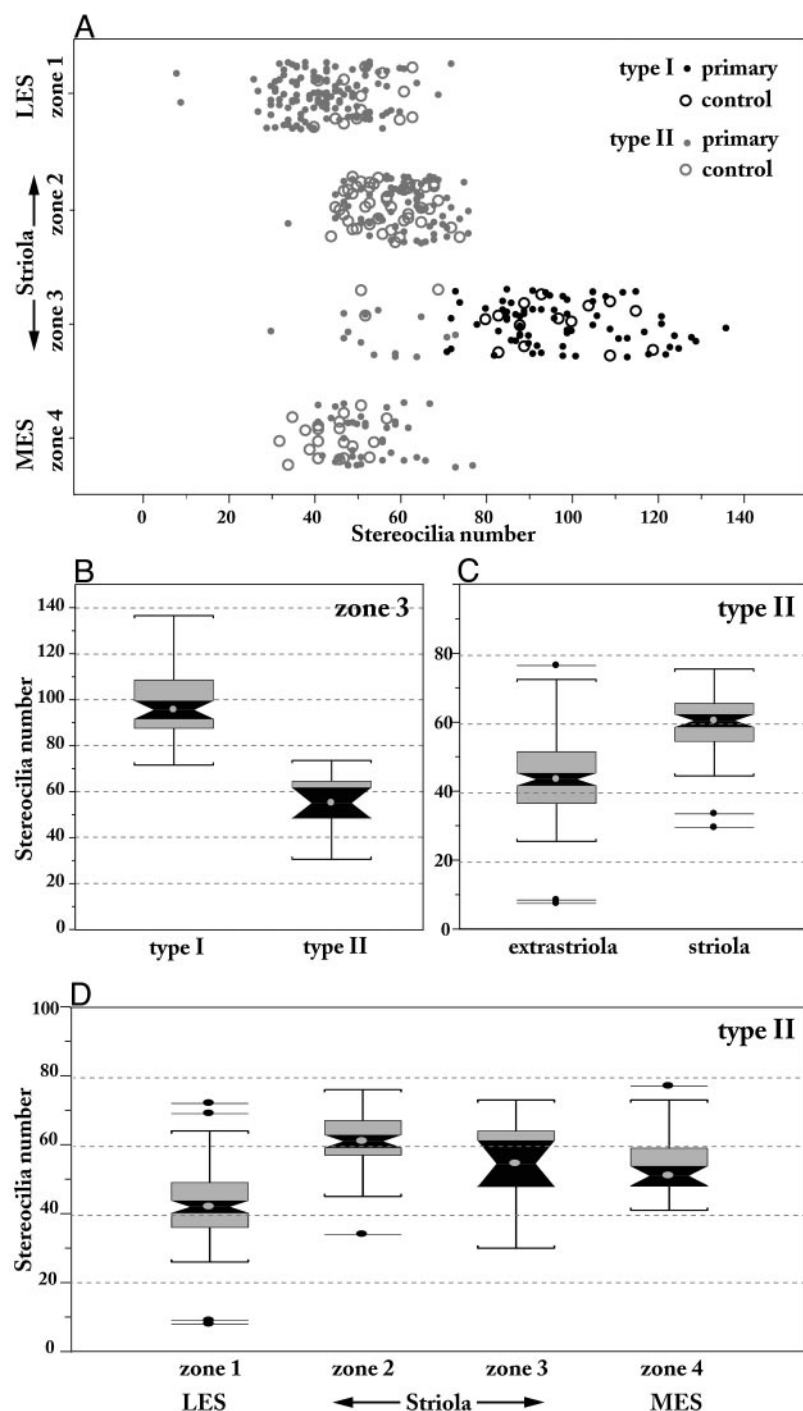 A
LES
zone 1
zone 2
Striola
zone 3
MES
zone 4
type I • primary
○ control
type II • primary
○ control
0 20 40 60 80 100 120 140
Stereocilia number
B
zone 3
Stereocilia number
140
120
100
80
60
40
20
0
type I type II
C
type II
80
60
40
20
0
extrastriola striola
D
type II
Stereocilia number
100
80
60
40
20
0
zone 1 zone 2 zone 3 zone 4
LES Striola MES